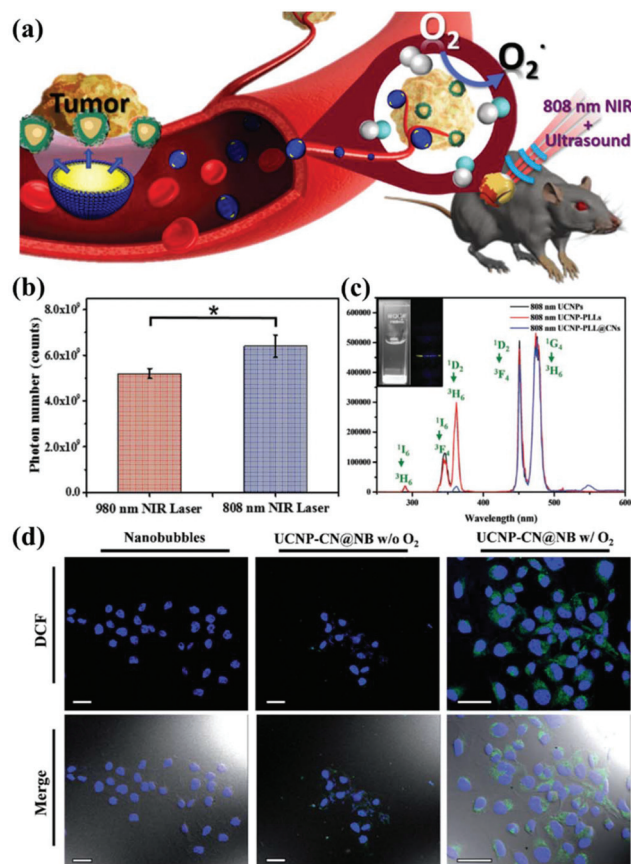 (a)
Tumor
O₂
O₂˙
808 nm NIR
+
Ultrasound
(b)
Photon number (counts)
8.0x10⁹
6.0x10⁹
4.0x10⁹
2.0x10⁹
0.0
*
980 nm NIR Laser
808 nm NIR Laser
(c)
600000
500000
400000
300000
200000
100000
0
300
400
500
600
Wavelength (nm)
808 nm UCNPs
808 nm UCNP-PLLs
808 nm UCNP-PLL@CNs
¹I₆
³H₆
¹I₆
³F₄
¹D₂
³H₆
¹D₂
³F₄
¹G₄
³H₆
(d)
Nanobubbles
UCNP-CN@NB w/o O₂
UCNP-CN@NB w/ O₂
DCF
Merge